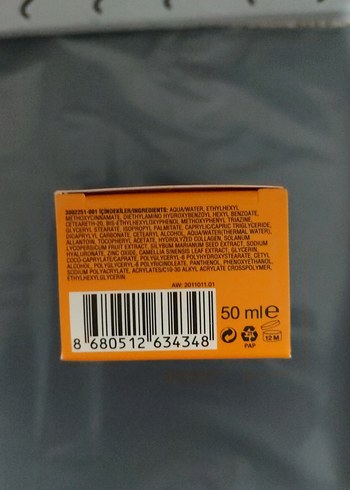 3002251-001 İÇİNDEKİLER/INGREDIENTS: AQUA/WATER, ETHYLHEXYL
METHOXYCINNAMATE, DIETHYLAMINO HYDROXYBENZOYL HEXYL BENZOATE,
CETEARETH-20, BIS-ETHYLHEXYLOXYPHENOL METHOXYPHENYL TRIAZINE,
GLYCERYL STEARATE, ISOPROPYL PALMITATE, CAPRYLIC/CAPRIC TRIGLYCERIDE,
DICAPRYLYL CARBONATE, CETEARYL ALCOHOL, AQUA/WATER(THERMAL WATER),
ALLANTOIN, TOCOPHERYL ACETATE, HYDROLYZED COLLAGEN, SOLANUM
LYCOPERSICUM FRUIT EXTRACT, SILYBUM MARIANUM SEED EXTRACT, SODIUM
HYALURONATE, ZINC OXIDE, CAMELLIA SINENSIS LEAF EXTRACT, GLYCERIN,
COCO-CAPRYLATE/CAPRATE, POLYGLYCERYL-6 POLYHYDROXYSTEARATE, CETYL
ALCOHOL, POLYGLYCERYL-6 POLYRICINOLEATE, PANTHENOL, PHENOXYETHANOL,
SODIUM POLYACRYLATE, ACRYLATES/C10-30 ALKYL ACRYLATE CROSSPOLYMER,
ETHYLHEXYLGLYCERIN.
AW: 2011011.01
50 ml e
8 680512 634348
PAP
12 M